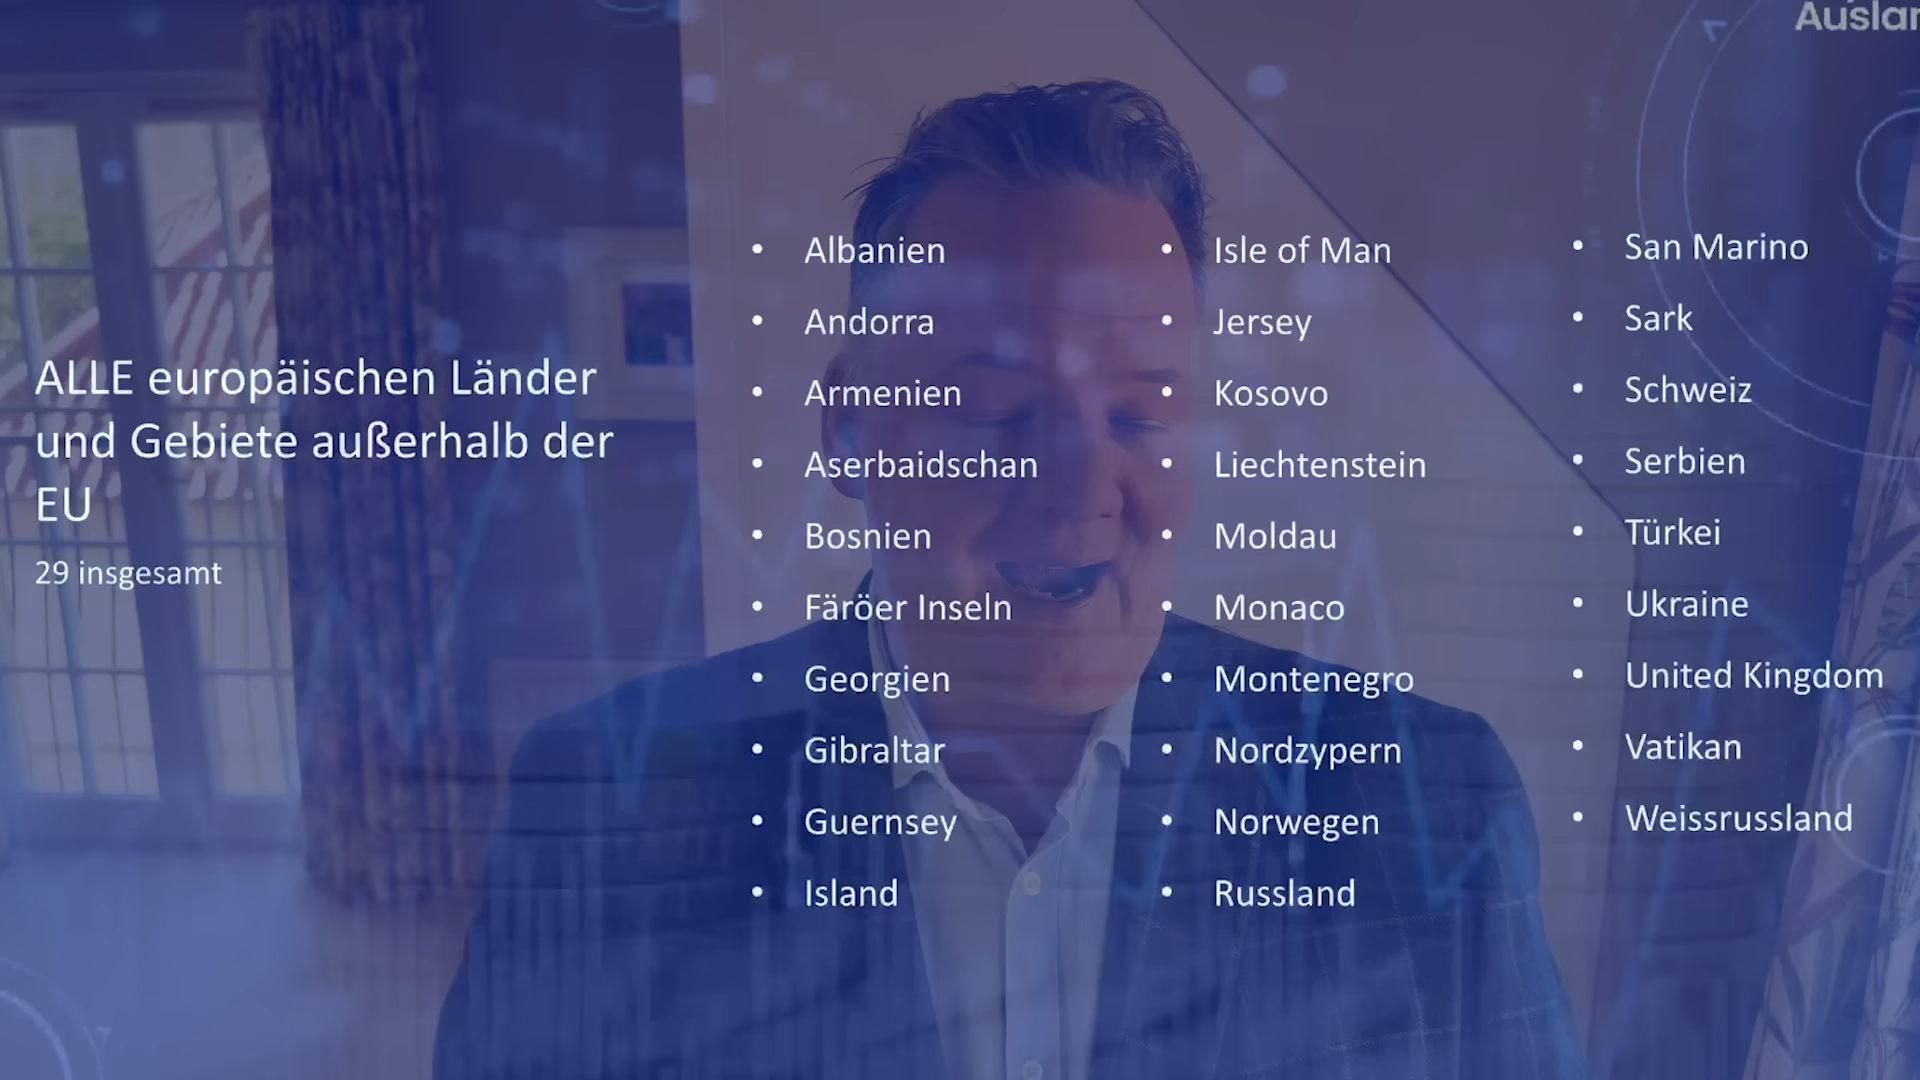 Auslan
ALLE europäischen Länder
und Gebiete außerhalb der
EU
29 insgesamt
• Albanien
• Andorra
• Armenien
• Aserbaidschan
• Bosnien
• Färöer Inseln
• Georgien
• Gibraltar
• Guernsey
• Island
• Isle of Man
• Jersey
• Kosovo
• Liechtenstein
• Moldau
• Monaco
• Montenegro
• Nordzypern
• Norwegen
• Russland
• San Marino
• Sark
• Schweiz
• Serbien
• Türkei
• Ukraine
• United Kingdom
• Vatikan
• Weissrussland